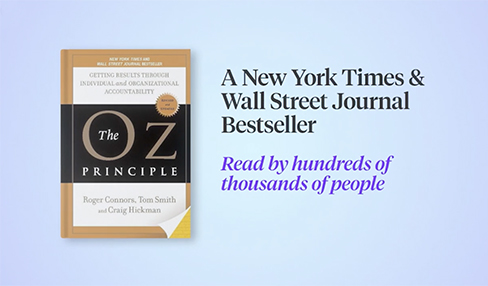 NEW YORK TIMES AND
WALL STREET JOURNAL BESTSELLER
GETTING RESULTS THROUGH
INDIVIDUAL AND ORGANIZATIONAL
ACCOUNTABILITY
The
OZ
PRINCIPLE
Roger Connors, Tom Smith
and Craig Hickman
A New York Times &
Wall Street Journal
Bestseller
Read by hundreds of
thousands of people